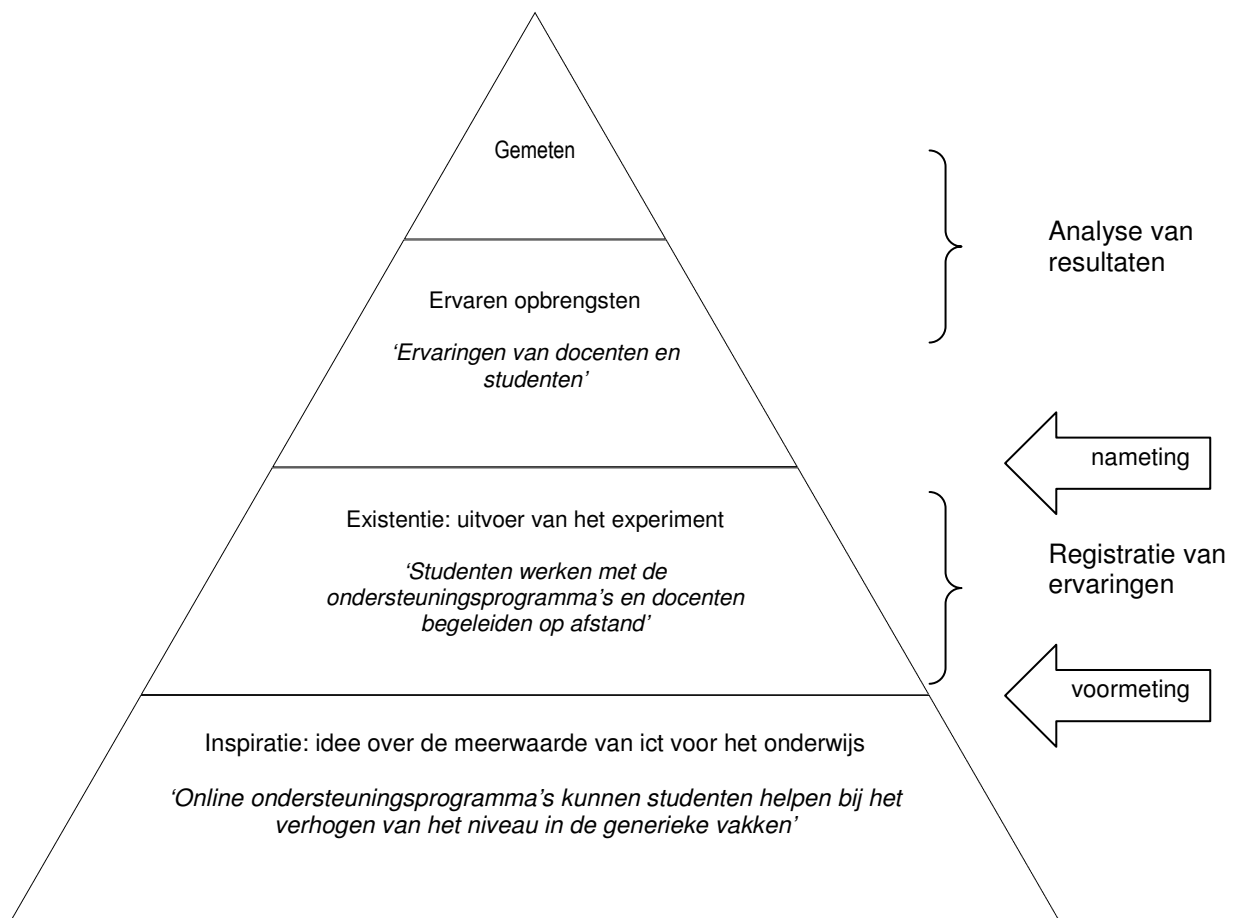 Gemeten
Analyse van
resultaten
Ervaren opbrengsten
‘Ervaringen van docenten en
studenten’
nameting
Existentie: uitvoer van het experiment
Registratie van
ervaringen
‘Studenten werken met de
ondersteuningsprogramma’s en docenten
begeleiden op afstand’
voormeting
Inspiratie: idee over de meerwaarde van ict voor het onderwijs
‘Online ondersteuningsprogramma’s kunnen studenten helpen bij het
verhogen van het niveau in de generieke vakken’